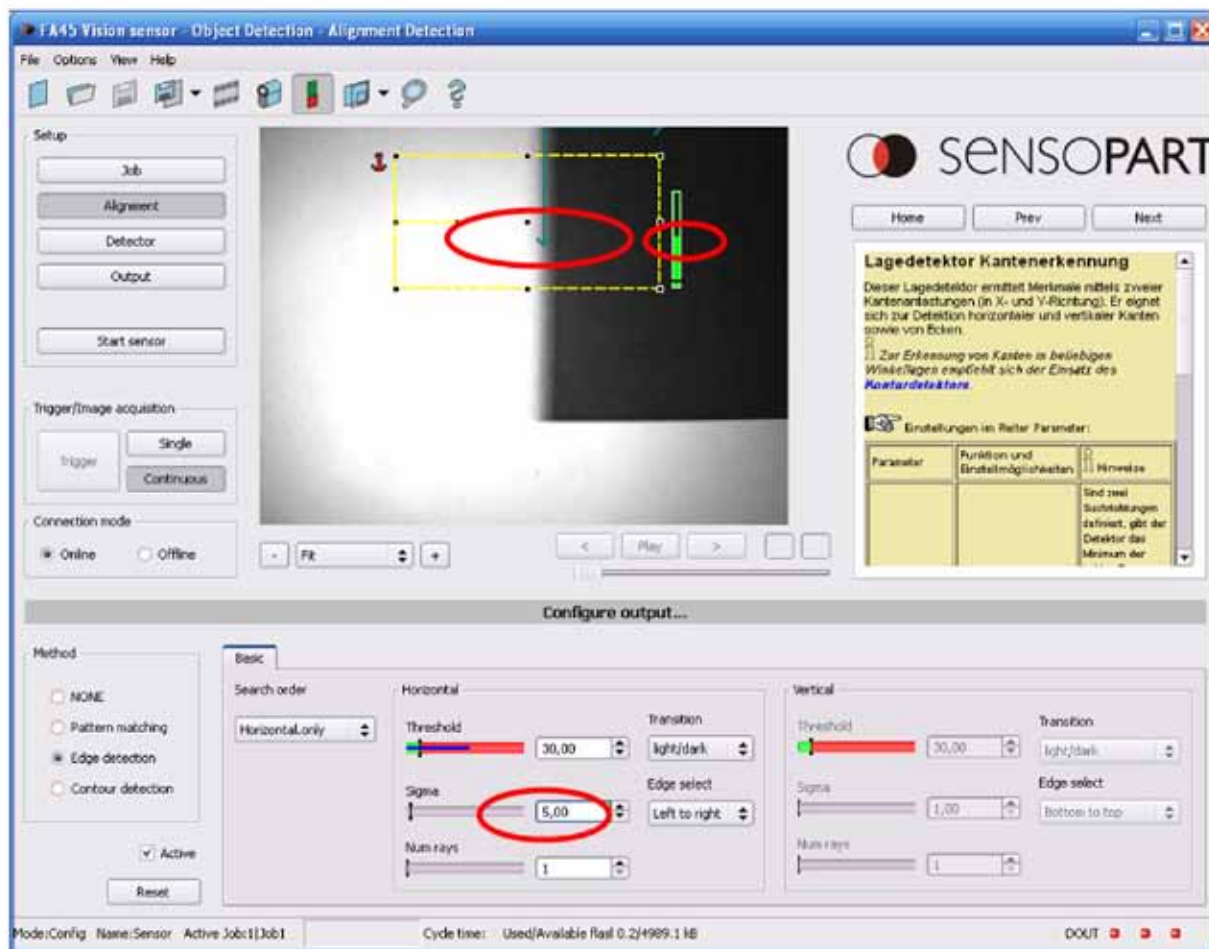 FA45 Vision sensor - Object Detection - Alignment Detection
File Options View Help
Setup
Job
Alignment
Detector
Output
Start sensor
Trigger/Image acquisition
Trigger
Single
Continuous
Connection mode
Online
Offline
- Fit +
< Play >
SENSOPART
Home Prev Next
Lagedetektor Kantenerkennung
Dieser Lagedetektor ermittelt Merkmale mittels zweier
Kantenantastungen (in X- und Y-Richtung). Er eignet
sich zur Detektion horizontaler und vertikaler Kanten
sowie von Ecken.
Zur Erkennung von Kanten in beliebigen
Winkellagen empfiehlt sich der Einsatz des
Konturdetektors.
Einstellungen im Reiter Parameter:
Parameter
Funktion und
Einstellmöglichkeiten
Hinweise
Sind zwei
Suchrichtungen
definiert, gibt der
Detektor das
Minimum der
Configure output...
Method
NONE
Pattern matching
Edge detection
Contour detection
Active
Reset
Basic
Search order
Horizontal.only
Horizontal
Threshold
30,00
Transition
light/dark
Sigma
5,00
Edge select
Left to right
Num rays
1
Vertical
Threshold
30,00
Transition
light/dark
Sigma
1,00
Edge select
Bottom to top
Num rays
1
Mode:Config Name:Sensor Active Job:1|Job1 Cycle time: Used/Available flasl 0.2/4989.1 kB DOUT